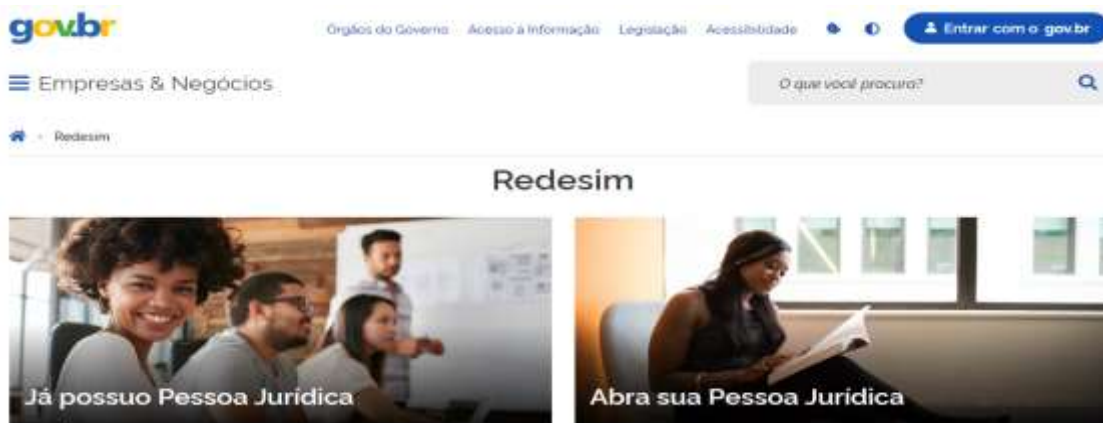 gov.br
Órgãos do Governo Acesso à Informação Legislação Acessibilidade Entrar com o gov.br
Empresas & Negócios
O que você procura?
Redesim
Redesim
Já possuo Pessoa Jurídica
Abra sua Pessoa Jurídica